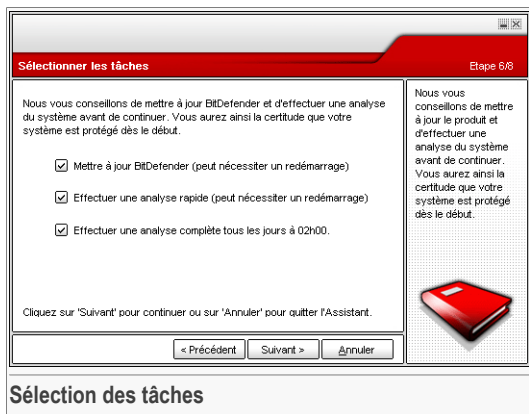 Sélectionner les tâches
Etape 6/8
Nous vous conseillons de mettre à jour BitDefender et d'effectuer une analyse
du système avant de continuer. Vous aurez ainsi la certitude que votre
système est protégé dès le début.
Mettre à jour BitDefender (peut nécessiter un redémarrage)
Effectuer une analyse rapide (peut nécessiter un redémarrage)
Effectuer une analyse complète tous les jours à 02h00.
Cliquez sur 'Suivant' pour continuer ou sur 'Annuler' pour quitter l'Assistant.
Nous vous
conseillons de mettre
à jour le produit et
d'effectuer une
analyse du système
avant de continuer.
Vous aurez ainsi la
certitude que votre
système est protégé
dès le début.
« Précédent
Suivant >
Annuler
Sélection des tâches